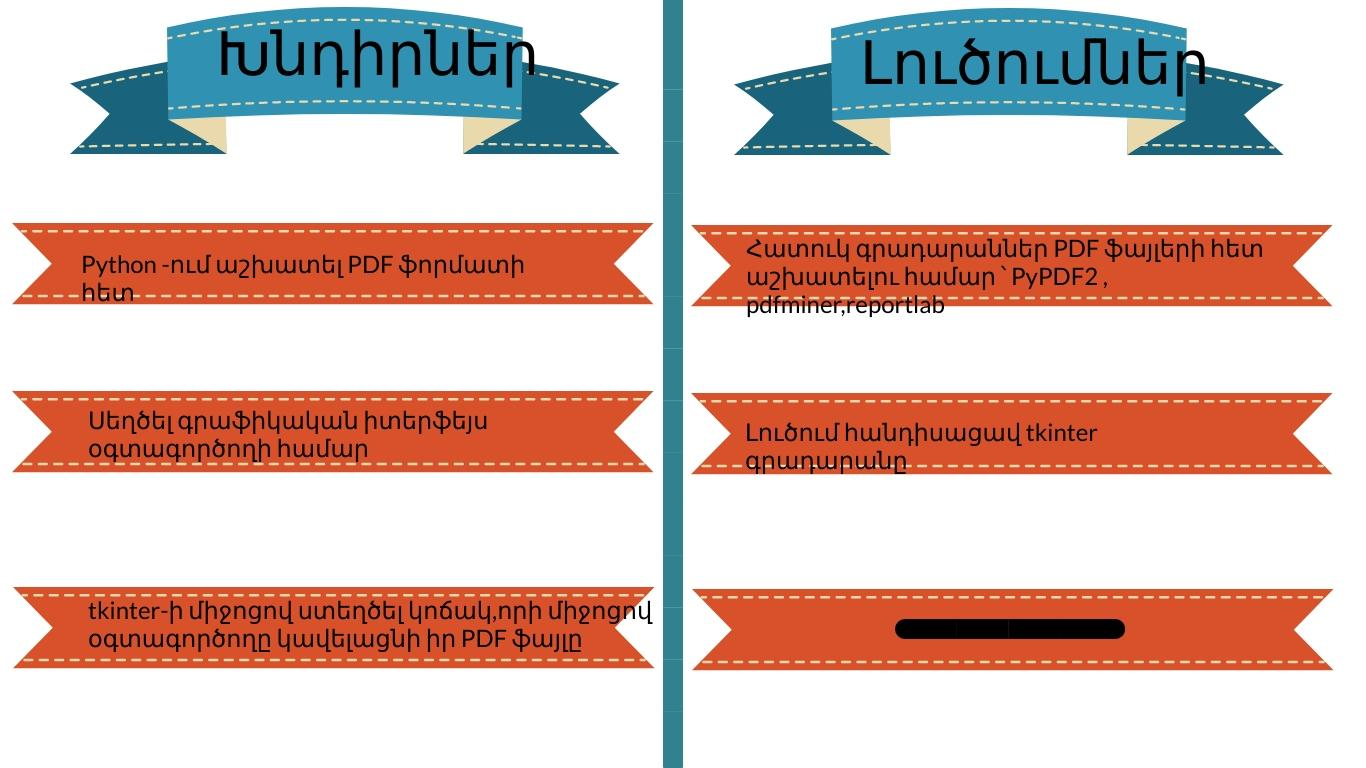 Խնդիրներ
Python -ում աշխատել PDF ֆորմատի
հետ
Սեղծել գրաֆիկական իտերֆեյս
օգտագործողի համար
tkinter-ի միջոցով ստեղծել կոճակ,որի միջոցով
օգտագործողը կավելացնի իր PDF ֆայլը
Լուծումներ
Հատուկ գրադարաններ PDF ֆայլերի հետ
աշխատելու համար ` PyPDF2 ,
pdfminer,reportlab
Լուծում հանդիսացավ tkinter
գրադարանը